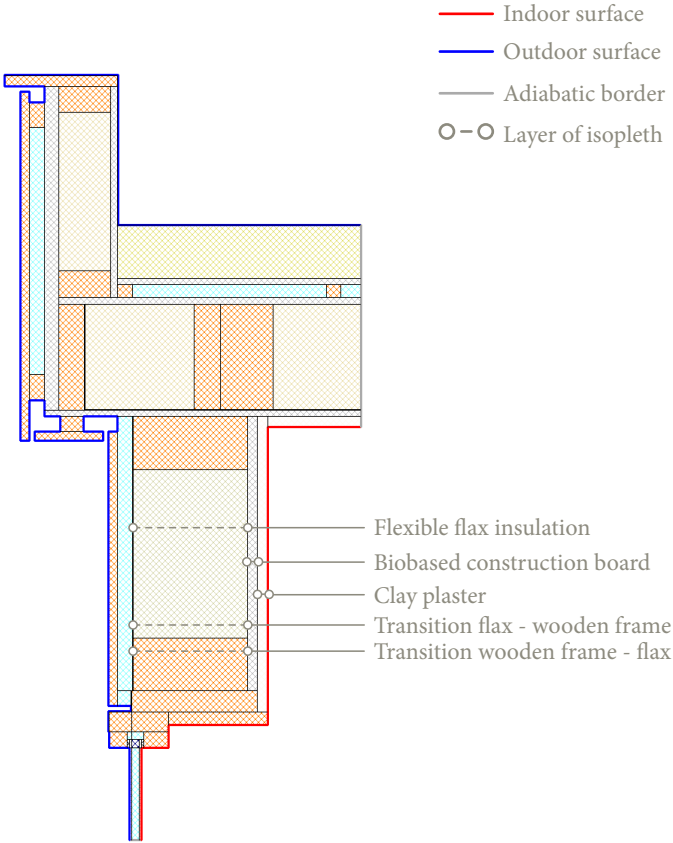 Indoor surface
Outdoor surface
Adiabatic border
Layer of isopleth
Flexible flax insulation
Biobased construction board
Clay plaster
Transition flax - wooden frame
Transition wooden frame - flax